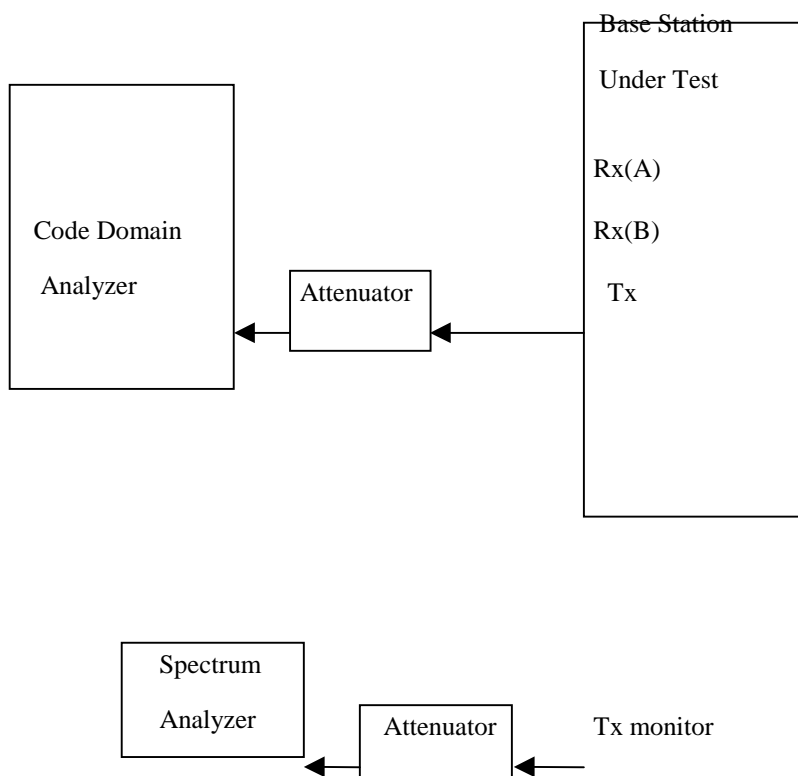 Base Station
Under Test
Rx(A)
Code Domain
Rx(B)
Analyzer
Attenuator
Tx
Spectrum
Analyzer
Attenuator
Tx monitor